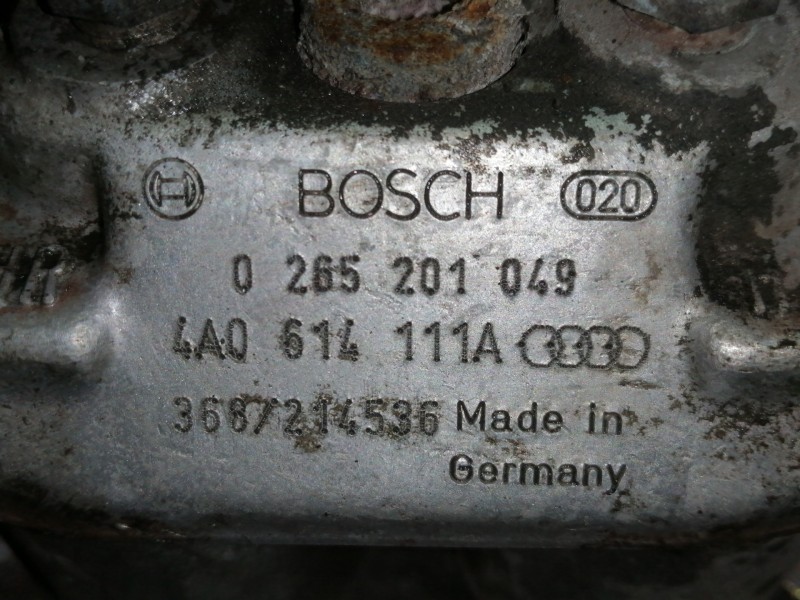 BOSCH 020
0 265 201 049
4A0 614 111A
3687214536 Made in
Germany